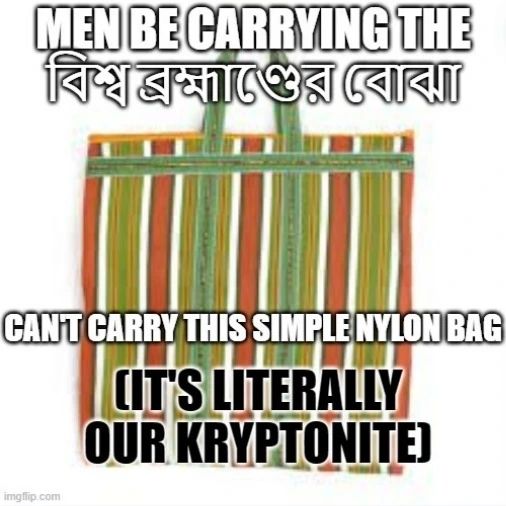 MEN BE CARRYING THE
বিশ্ব ব্রহ্মাণ্ডের বোঝা
CAN'T CARRY THIS SIMPLE NYLON BAG
(IT'S LITERALLY
OUR KRYPTONITE)
imgflip.com